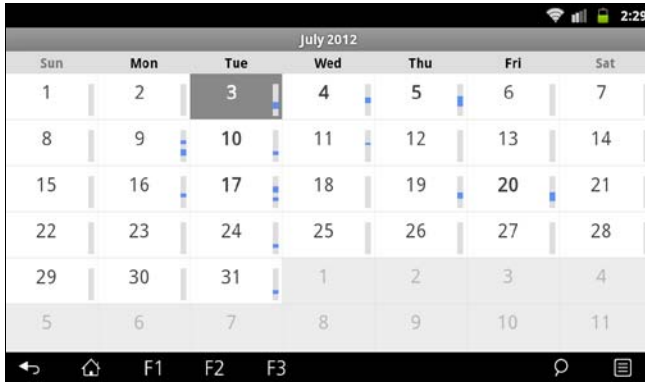 2:29
July 2012
Sun Mon Tue Wed Thu Fri Sat
1 2 3 4 5 6 7
8 9 10 11 12 13 14
15 16 17 18 19 20 21
22 23 24 25 26 27 28
29 30 31 1 2 3 4
5 6 7 8 9 10 11
F1 F2 F3